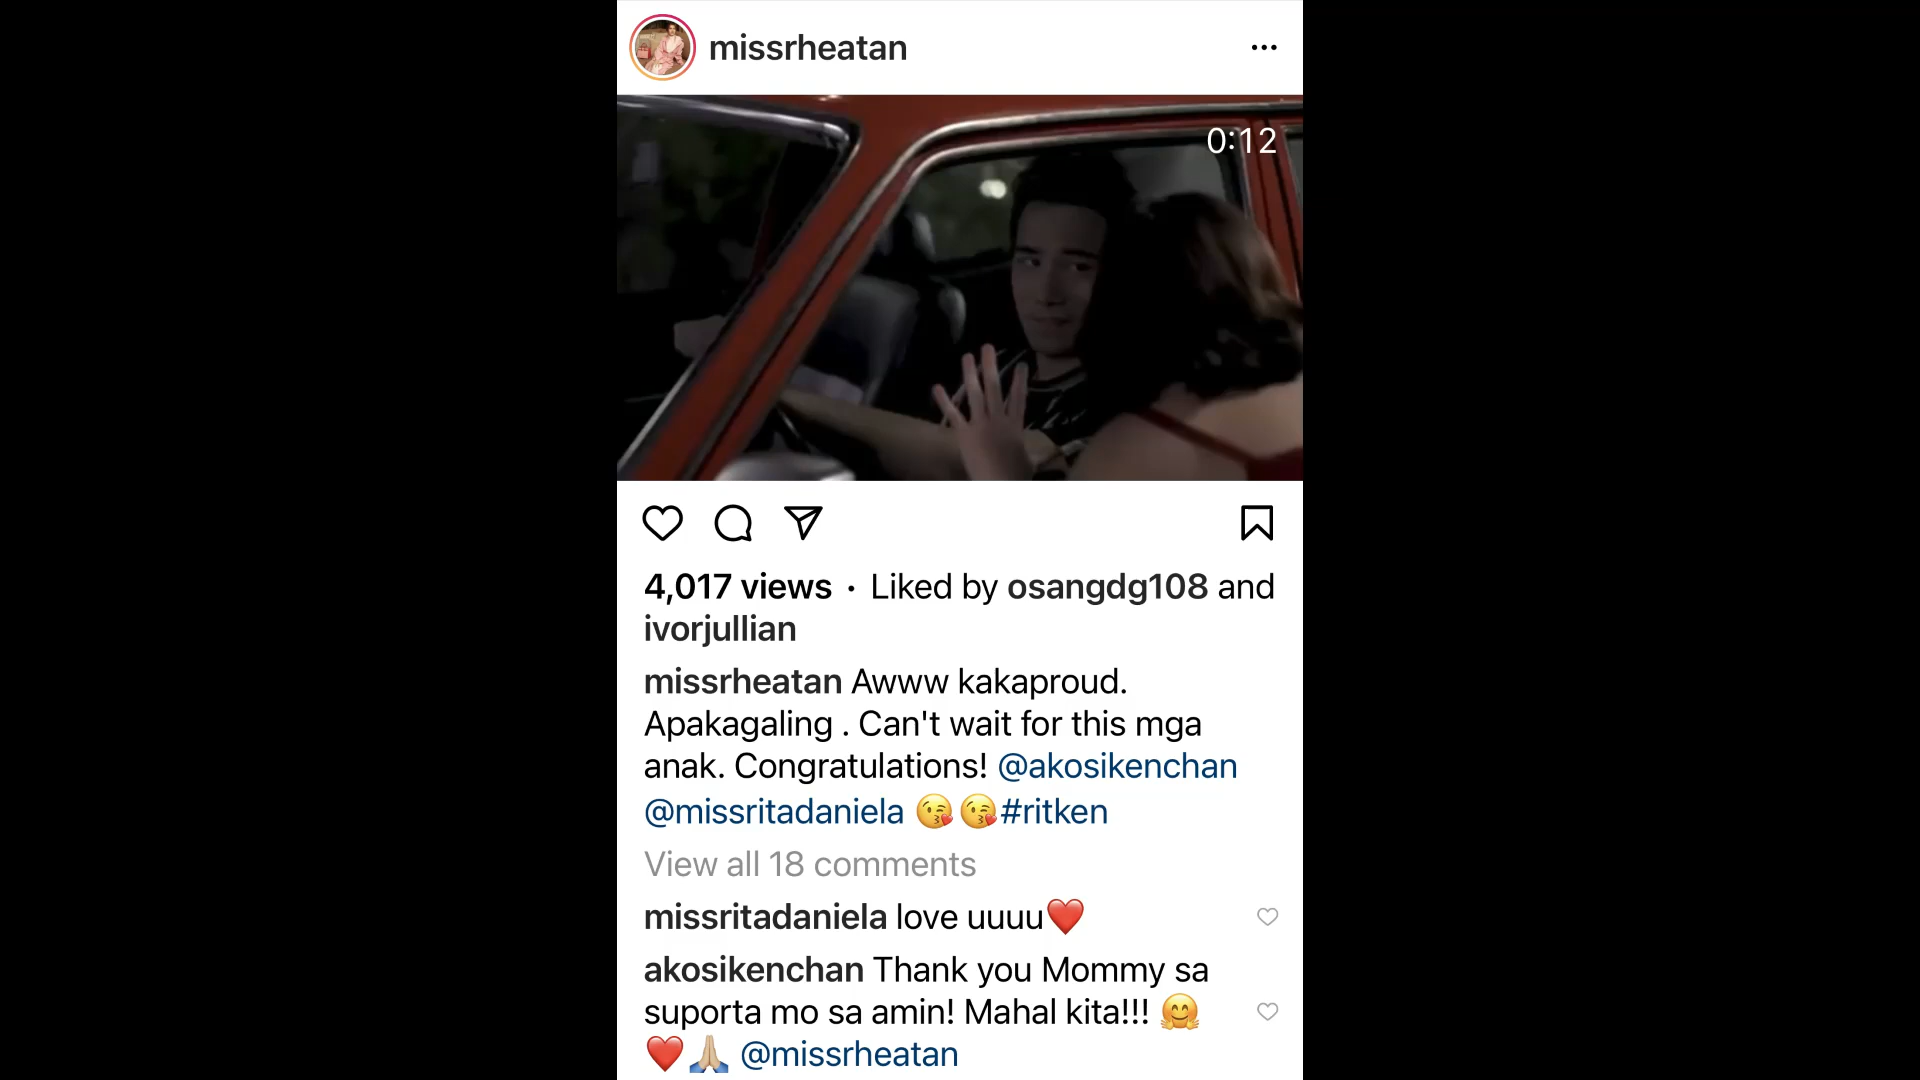 missrheatan
0:12
4,017 views · Liked by osangdg108 and
ivorjullian
missrheatan Awww kakaproud.
Apakagaling . Can't wait for this mga
anak. Congratulations! @akosikenchan
@missritadaniela 😘😘#ritken
View all 18 comments
missritadaniela love uuuu❤️
akosikenchan Thank you Mommy sa
suporta mo sa amin! Mahal kita!!! 🤗
❤️🙏🏼 @missrheatan